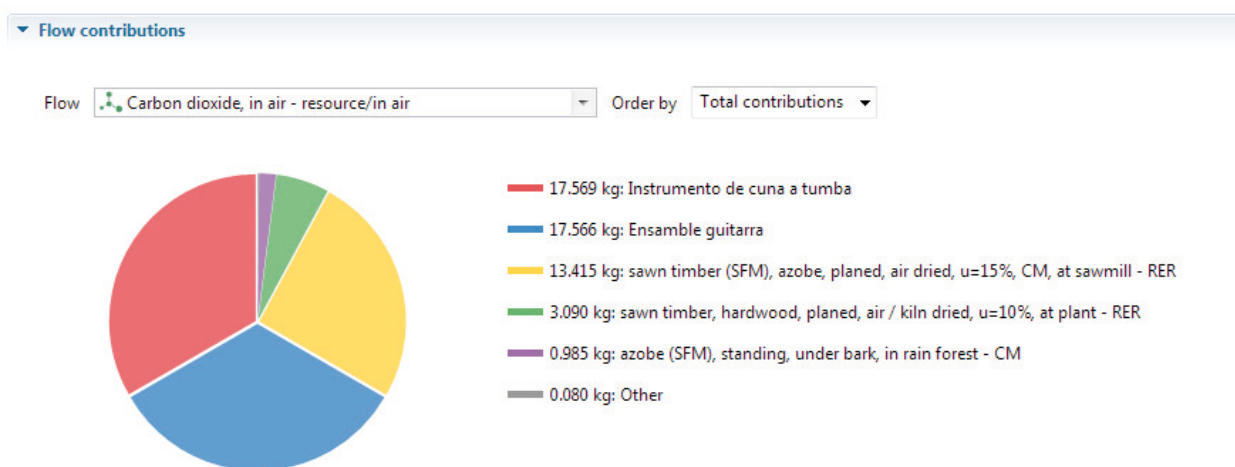 Flow contributions
Flow Carbon dioxide, in air - resource/in air Order by Total contributions
17.569 kg: Instrumento de cuna a tumba
17.566 kg: Ensamble guitarra
13.415 kg: sawn timber (SFM), azobe, planed, air dried, u=15%, CM, at sawmill - RER
3.090 kg: sawn timber, hardwood, planed, air / kiln dried, u=10%, at plant - RER
0.985 kg: azobe (SFM), standing, under bark, in rain forest - CM
0.080 kg: Other